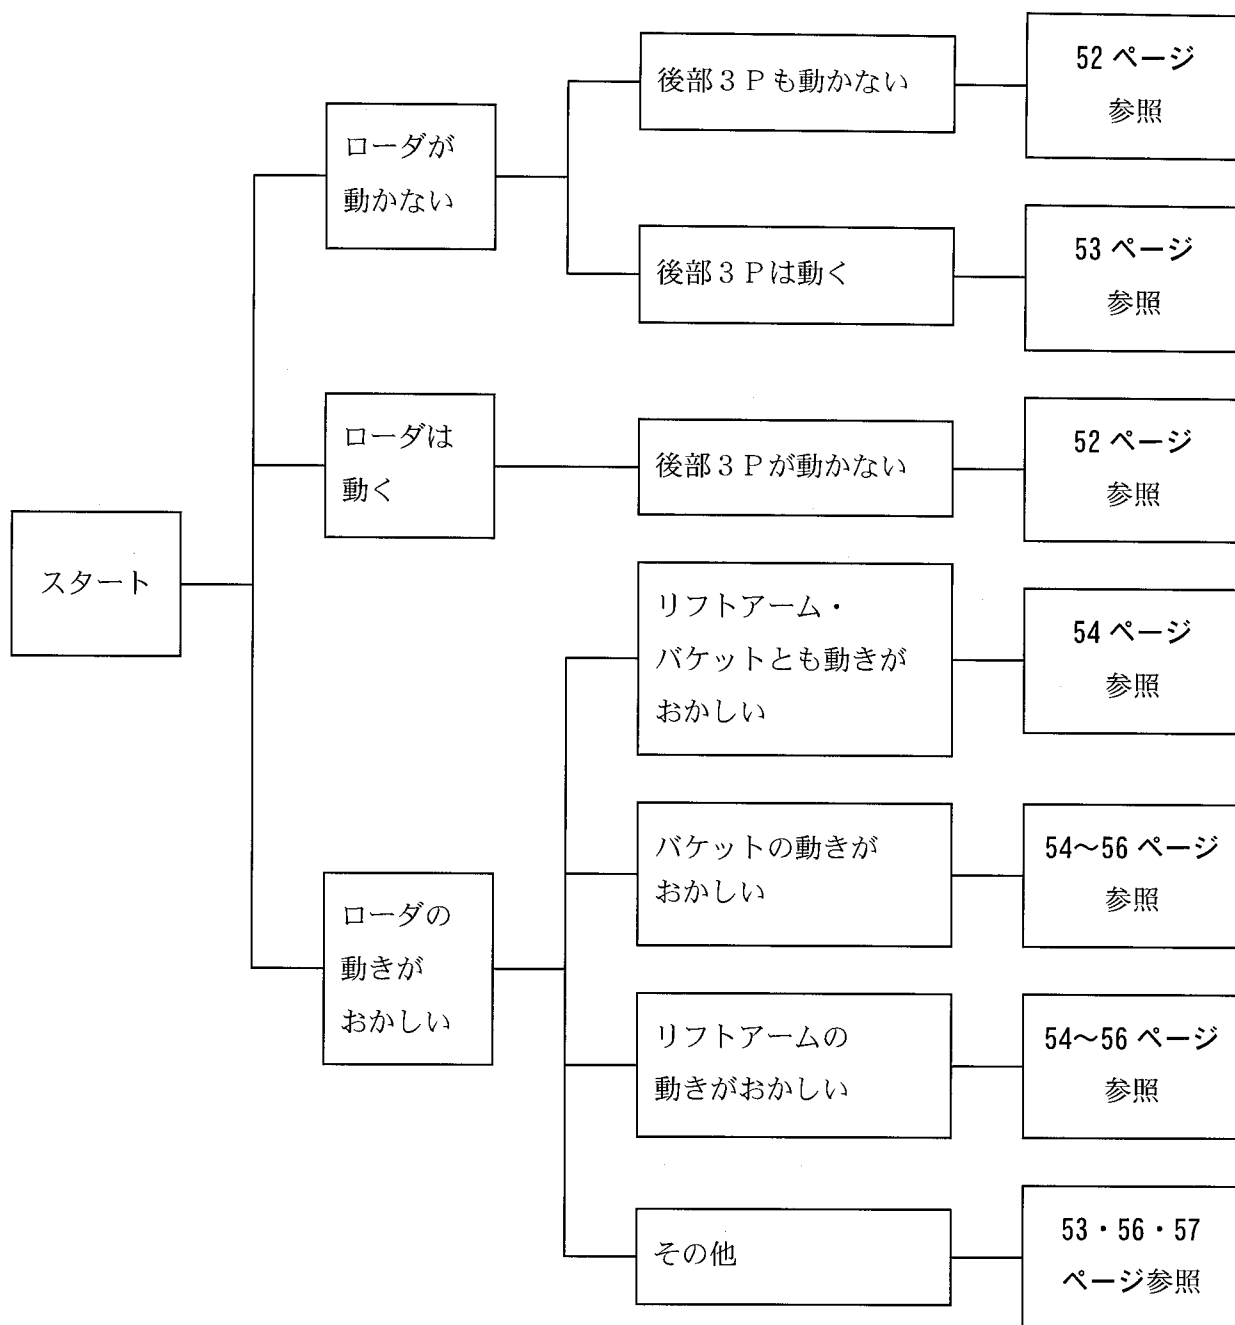 スタート
ローダが
動かない
後部３Ｐも動かない
52 ページ
参照
後部３Ｐは動く
53 ページ
参照
ローダは
動く
後部３Ｐが動かない
52 ページ
参照
ローダの
動きが
おかしい
リフトアーム・
バケットとも動きが
おかしい
54 ページ
参照
バケットの動きが
おかしい
54～56 ページ
参照
リフトアームの
動きがおかしい
54～56 ページ
参照
その他
53・56・57
ページ参照